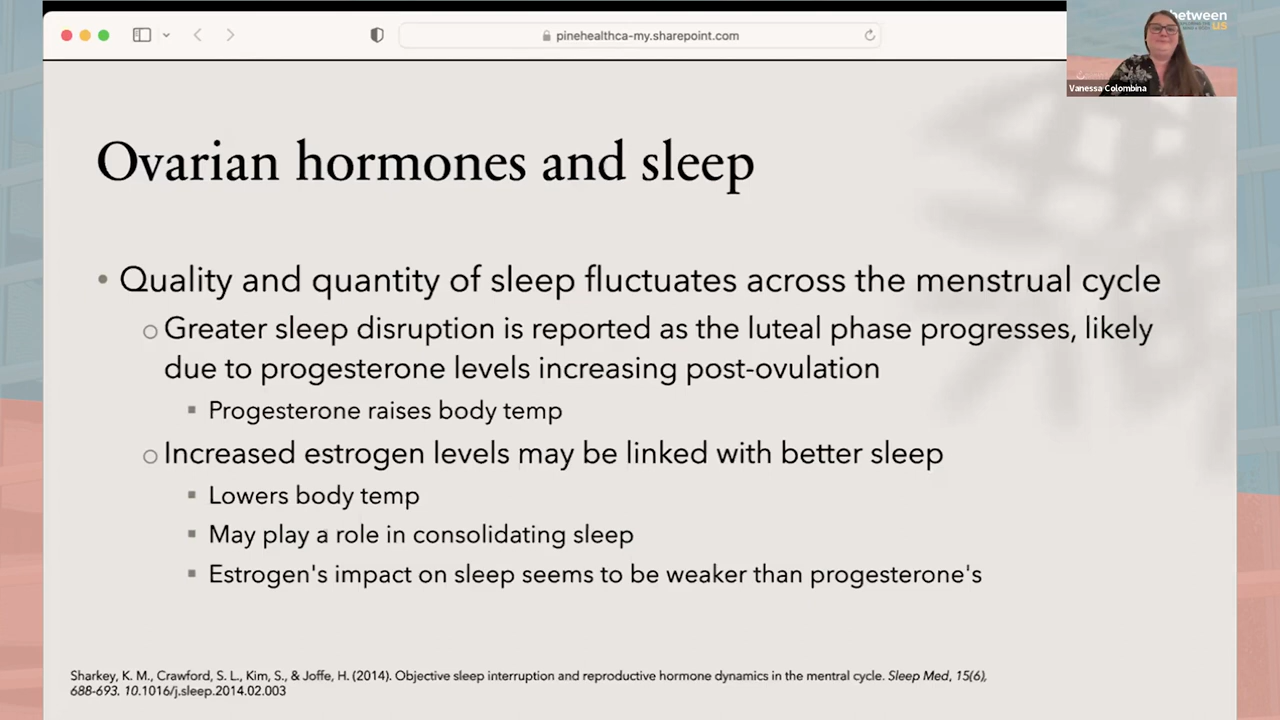 pinehealthca-my.sharepoint.com
between
us
Vanessa Colombina
Ovarian hormones and sleep
• Quality and quantity of sleep fluctuates across the menstrual cycle
o Greater sleep disruption is reported as the luteal phase progresses, likely
due to progesterone levels increasing post-ovulation
▪ Progesterone raises body temp
o Increased estrogen levels may be linked with better sleep
▪ Lowers body temp
▪ May play a role in consolidating sleep
▪ Estrogen's impact on sleep seems to be weaker than progesterone's
Sharkey, K. M., Crawford, S. L., Kim, S., & Joffe, H. (2014). Objective sleep interruption and reproductive hormone dynamics in the mentral cycle. Sleep Med, 15(6),
688-693. 10.1016/j.sleep.2014.02.003